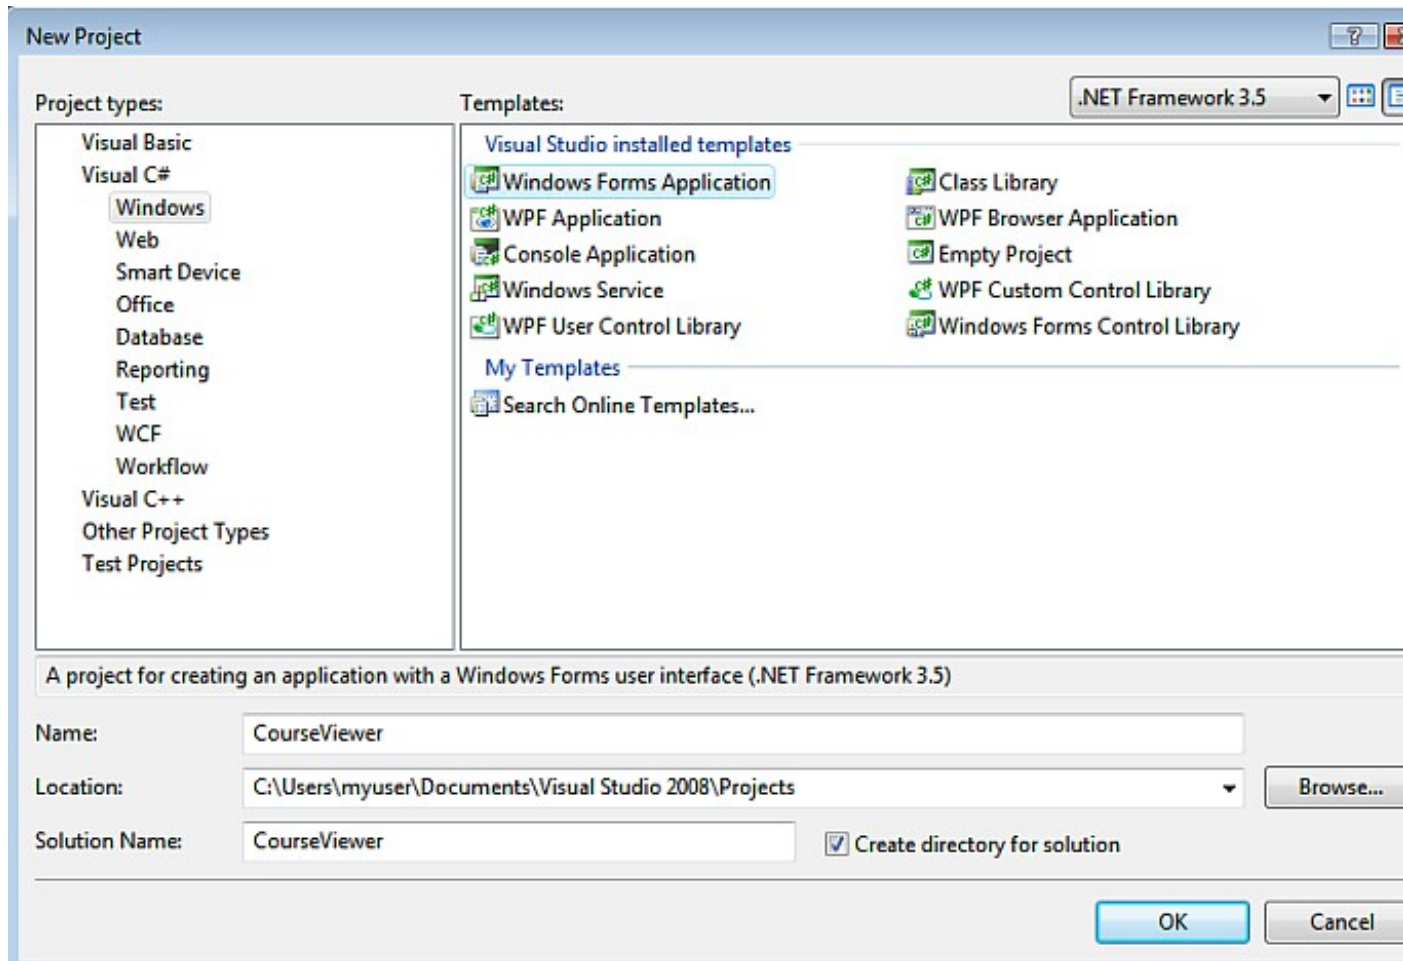 New Project
Project types:
Templates:
.NET Framework 3.5
Visual Basic
Visual C#
Windows
Web
Smart Device
Office
Database
Reporting
Test
WCF
Workflow
Visual C++
Other Project Types
Test Projects
Visual Studio installed templates
Windows Forms Application
Class Library
WPF Application
WPF Browser Application
Console Application
Empty Project
Windows Service
WPF Custom Control Library
WPF User Control Library
Windows Forms Control Library
My Templates
Search Online Templates...
A project for creating an application with a Windows Forms user interface (.NET Framework 3.5)
Name:
CourseViewer
Location:
C:\Users\myuser\Documents\Visual Studio 2008\Projects
Browse...
Solution Name:
CourseViewer
Create directory for solution
OK
Cancel